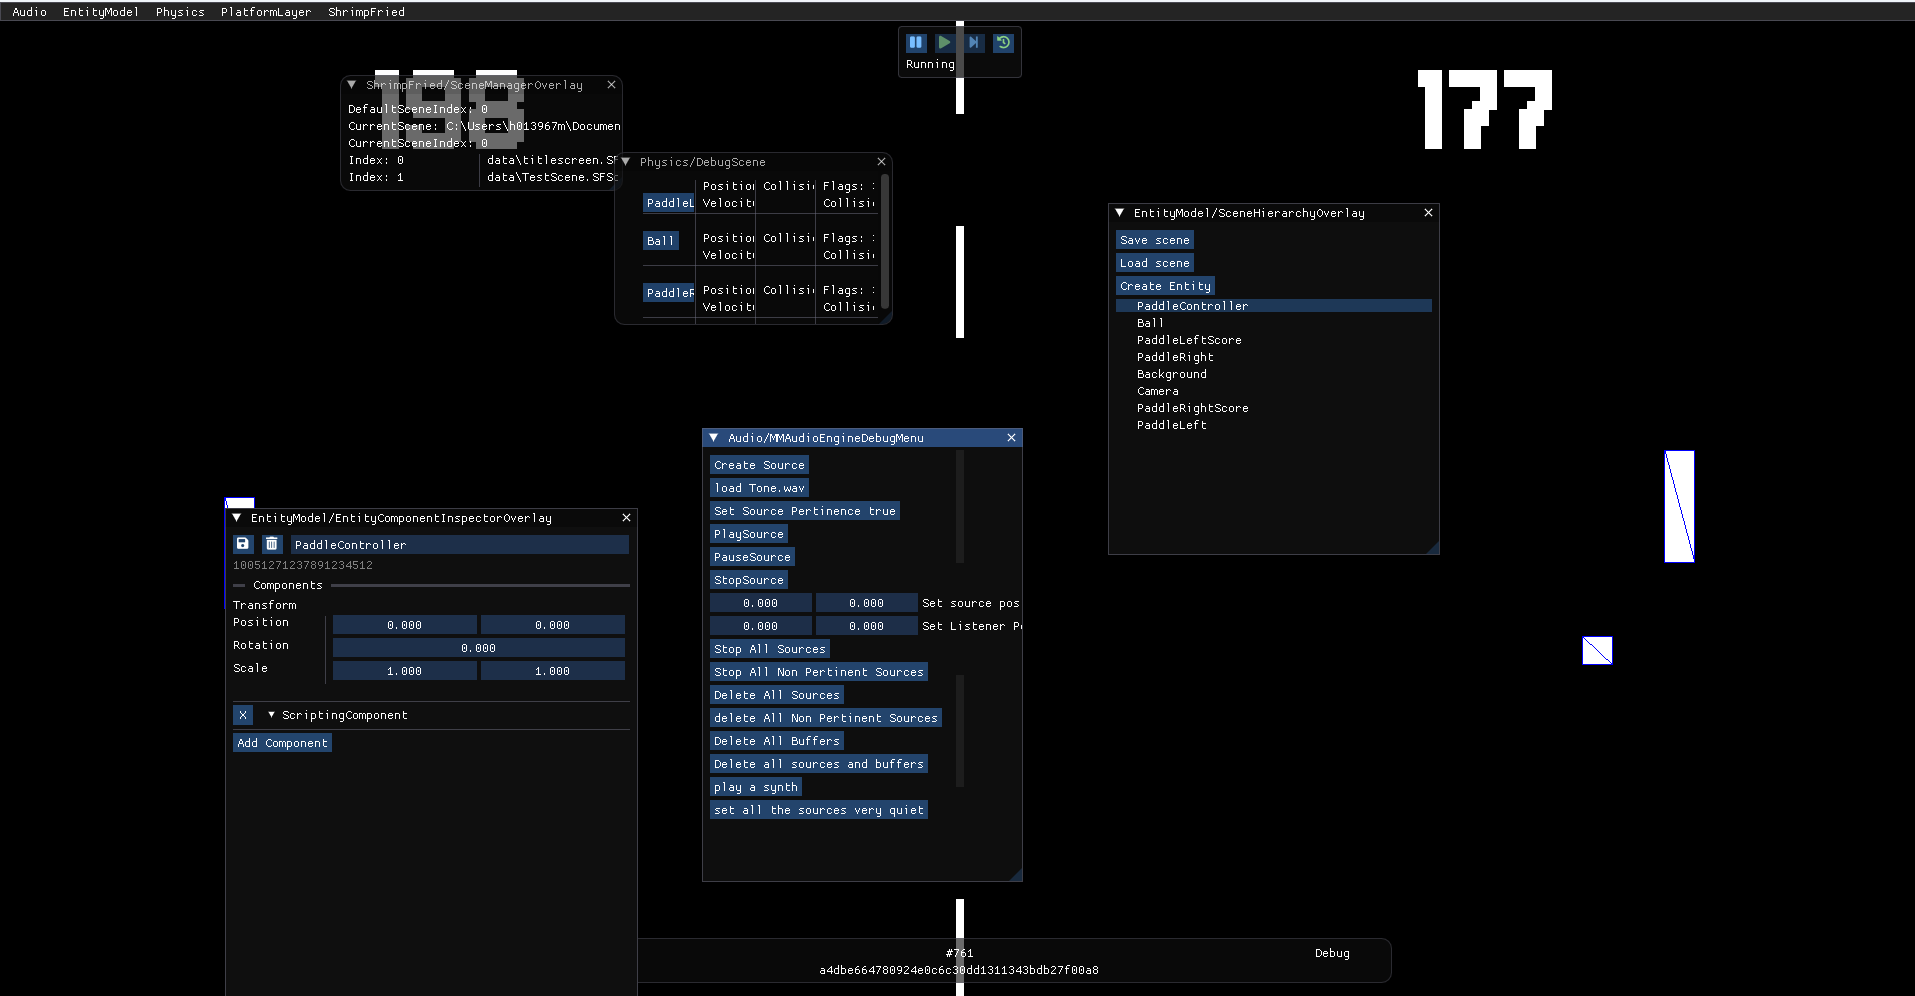 Audio EntityModel Physics PlatformLayer ShrimpFried
Running
198
177
ShrimpFried/SceneManagerOverlay
DefaultSceneIndex: 0
CurrentScene: C:\Users\h013967m\Documen
CurrentSceneIndex: 0
Index: 0 data\titlescreen.SF
Index: 1 data\TestScene.SFS
Physics/DebugScene
Position Collisi Flags:
PaddleL Velocit Collisi
Ball Position Collisi Flags:
Velocit Collisi
PaddleR Position Collisi Flags:
Velocit Collisi
EntityModel/SceneHierarchyOverlay
Save scene
Load scene
Create Entity
PaddleController
Ball
PaddleLeftScore
PaddleRight
Background
Camera
PaddleRightScore
PaddleLeft
Audio/MMAudioEngineDebugMenu
Create Source
load Tone.wav
Set Source Pertinence true
PlaySource
PauseSource
StopSource
0.000 0.000 Set source pos
0.000 0.000 Set Listener P
Stop All Sources
Stop All Non Pertinent Sources
Delete All Sources
delete All Non Pertinent Sources
Delete All Buffers
Delete all sources and buffers
play a synth
set all the sources very quiet
EntityModel/EntityComponentInspectorOverlay
PaddleController
10051271237891234512
Components
Transform
Position 0.000 0.000
Rotation 0.000
Scale 1.000 1.000
X ScriptingComponent
Add Component
#761 Debug
a4dbe664780924e0c6c30dd1311343bdb27f00a8